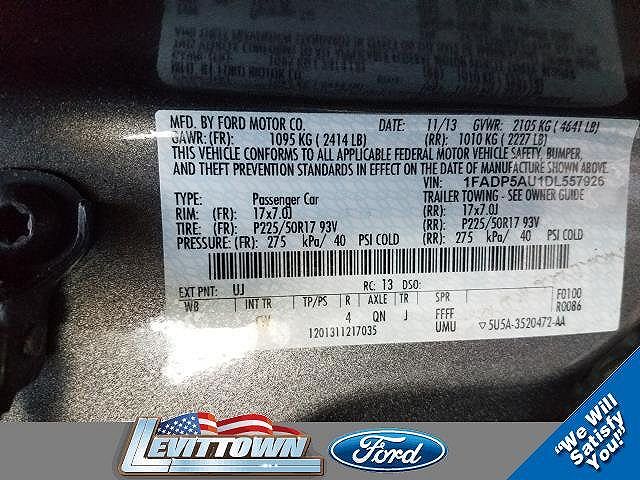 MFD. BY FORD MOTOR CO. DATE: 11/13 GVWR: 2105 KG ( 4641 LB)
GAWR: (FR): 1095 KG ( 2414 LB) (RR): 1010 KG ( 2227 LB)
THIS VEHICLE CONFORMS TO ALL APPLICABLE FEDERAL MOTOR VEHICLE SAFETY, BUMPER,
AND THEFT PREVENTION STANDARDS IN EFFECT ON THE DATE OF MANUFACTURE SHOWN ABOVE.
VIN: 1FADP5AU1DL557926
TYPE: Passenger Car TRAILER TOWING - SEE OWNER GUIDE
RIM: (FR): 17x7.0J (RR): 17x7.0J
TIRE: (FR): P225/50R17 93V (RR): P225/50R17 93V
PRESSURE: (FR): 275 kPa/ 40 PSI COLD (RR): 275 kPa/ 40 PSI COLD
EXT PNT: UJ RC: 13 DSO:
WB INT TR TP/PS R AXLE TR SPR F0100
4 QN J FFFF R0086
1201311217035 UMU ▽5U5A-3520472-AA
LEVITTOWN
Ford
"We Will
Satisfy
You!"